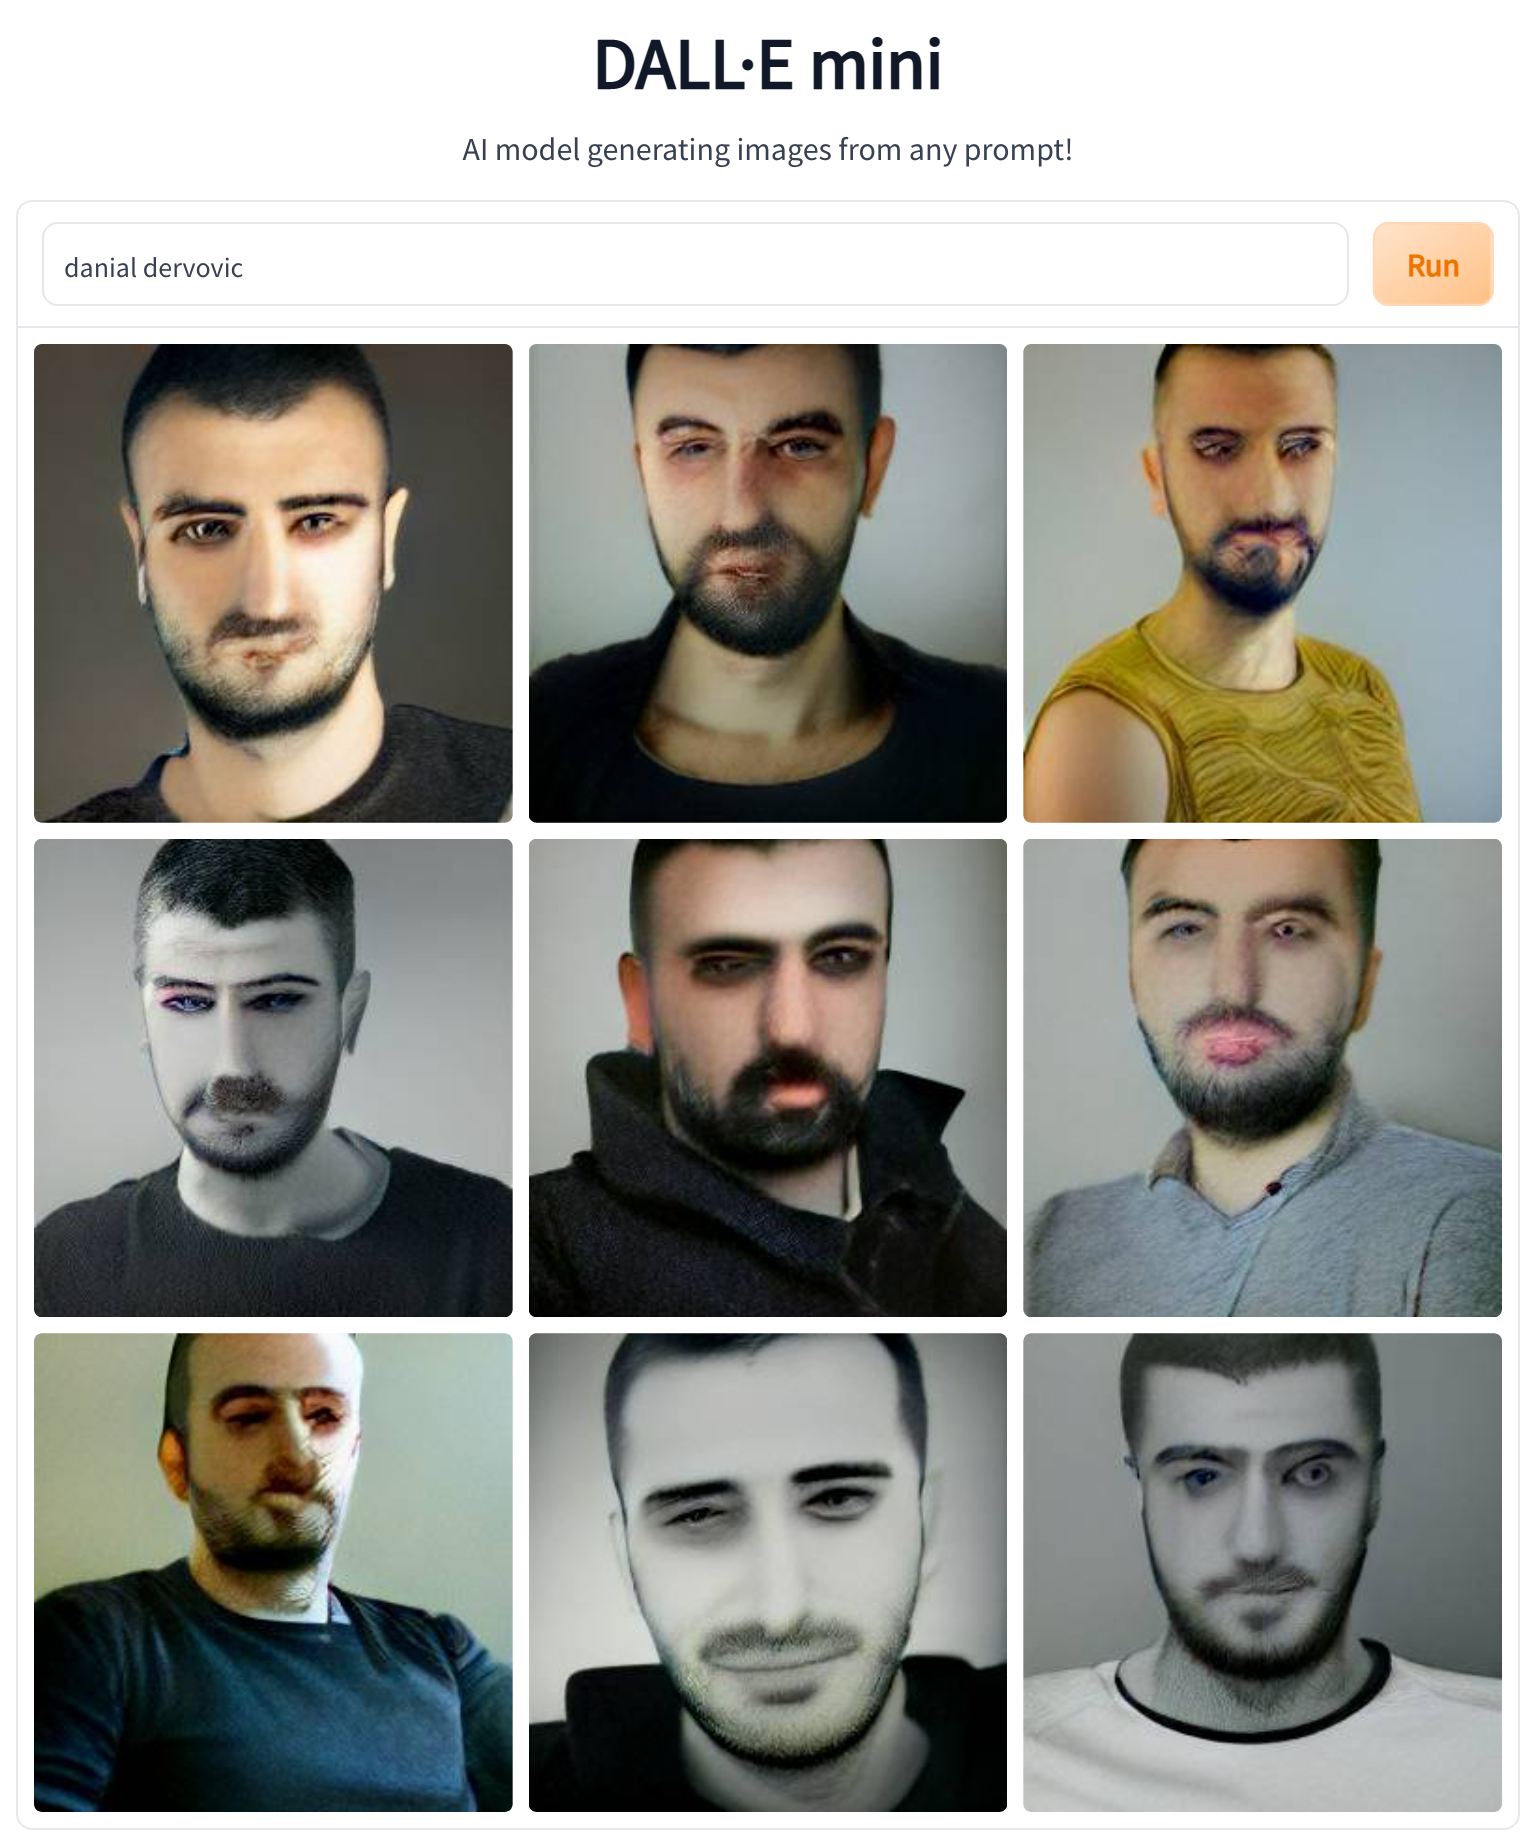 DALL·E mini
AI model generating images from any prompt!
danial dervovic
Run